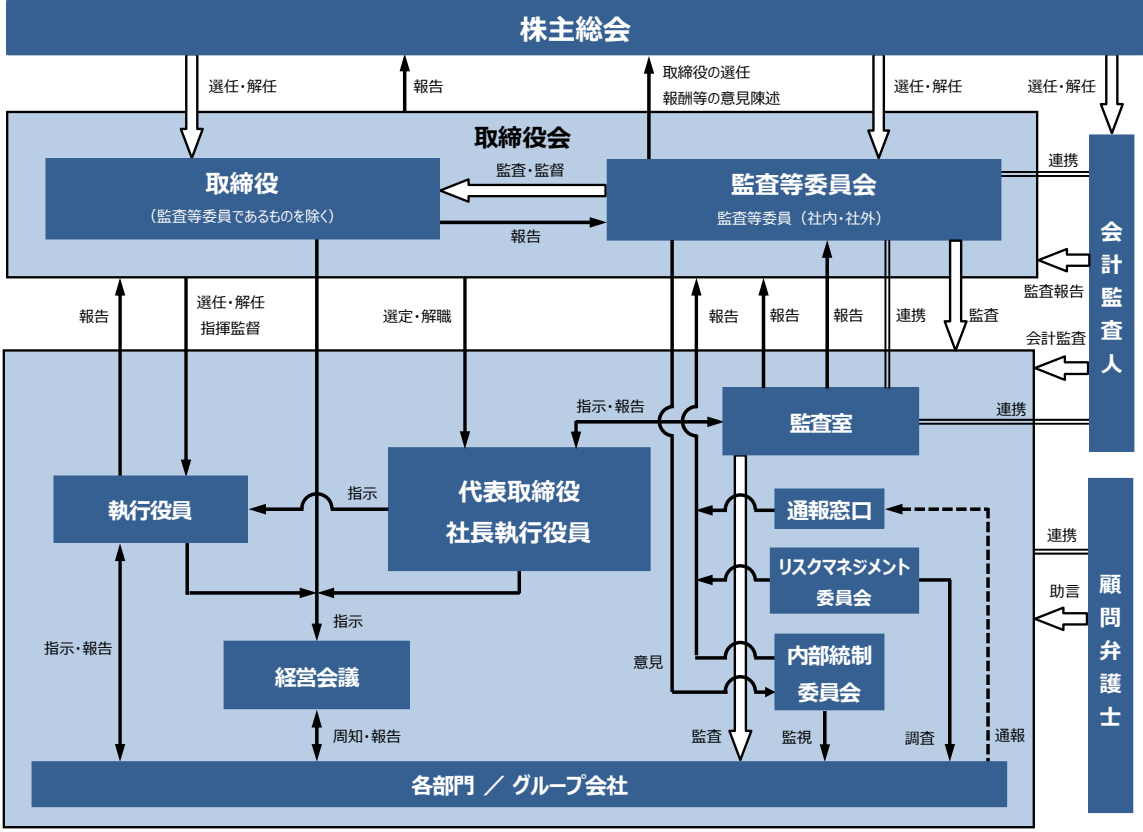 株主総会
選任・解任
報告
取締役の選任
報酬等の意見陳述
選任・解任
選任・解任
取締役会
取締役
（監査等委員であるものを除く）
監査・監督
報告
監査等委員会
監査等委員（社内・社外）
連携
会計監査人
監査報告
会計監査
報告
選任・解任
指揮監督
選定・解職
報告
報告
報告
連携
監査
指示・報告
監査室
連携
執行役員
指示
代表取締役
社長執行役員
通報窓口
リスクマネジメント
委員会
連携
助言
顧問弁護士
指示・報告
指示
経営会議
意見
内部統制
委員会
周知・報告
監査
監視
調査
通報
各部門 ／ グループ会社